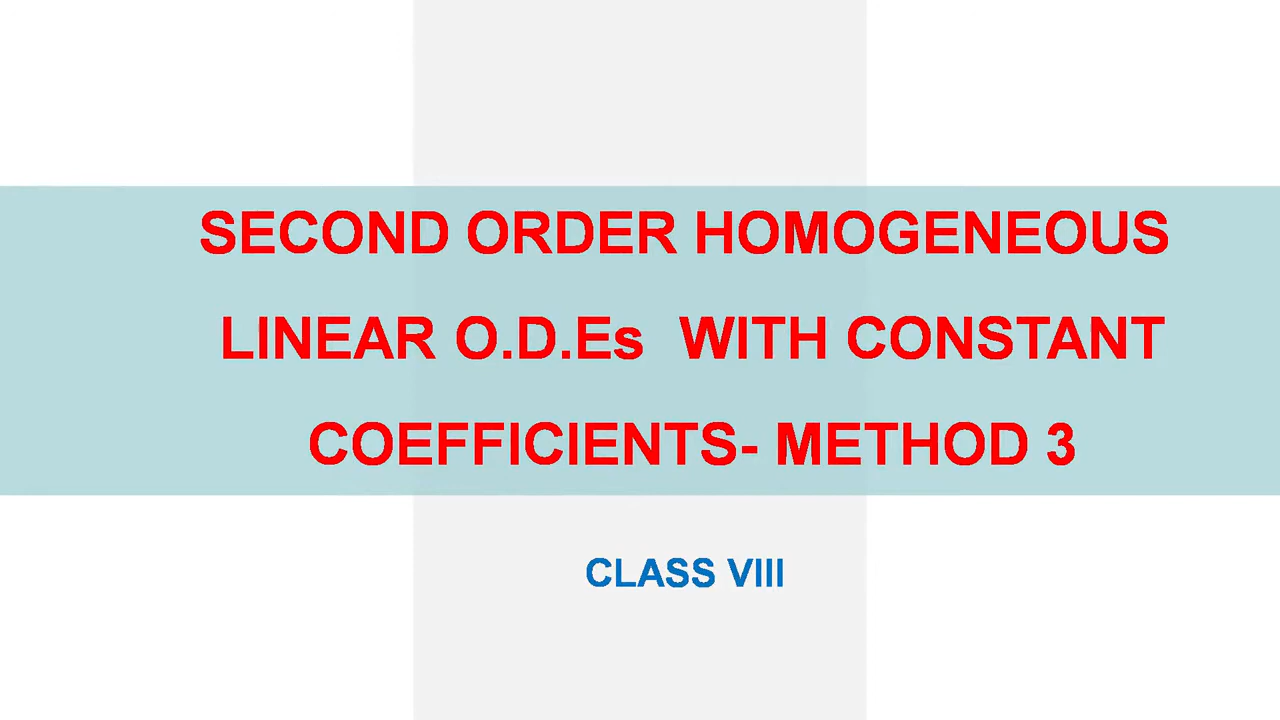 SECOND ORDER HOMOGENEOUS
LINEAR O.D.Es WITH CONSTANT
COEFFICIENTS- METHOD 3
CLASS VIII